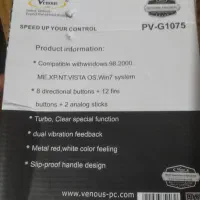 Venous
SPEED UP YOUR CONTROL
PV-G1075
Product information:
• Compatible withwindows 98.2000,
ME,XP,NT,VISTA OS,Win7 system
• 8 directional buttons + 12 fire
buttons + 2 analog sticks
• Turbo, Clear special function
• dual vibration feedback
• Metal red,white color feeling
• Slip-proof handle design
www.venous-pc.com